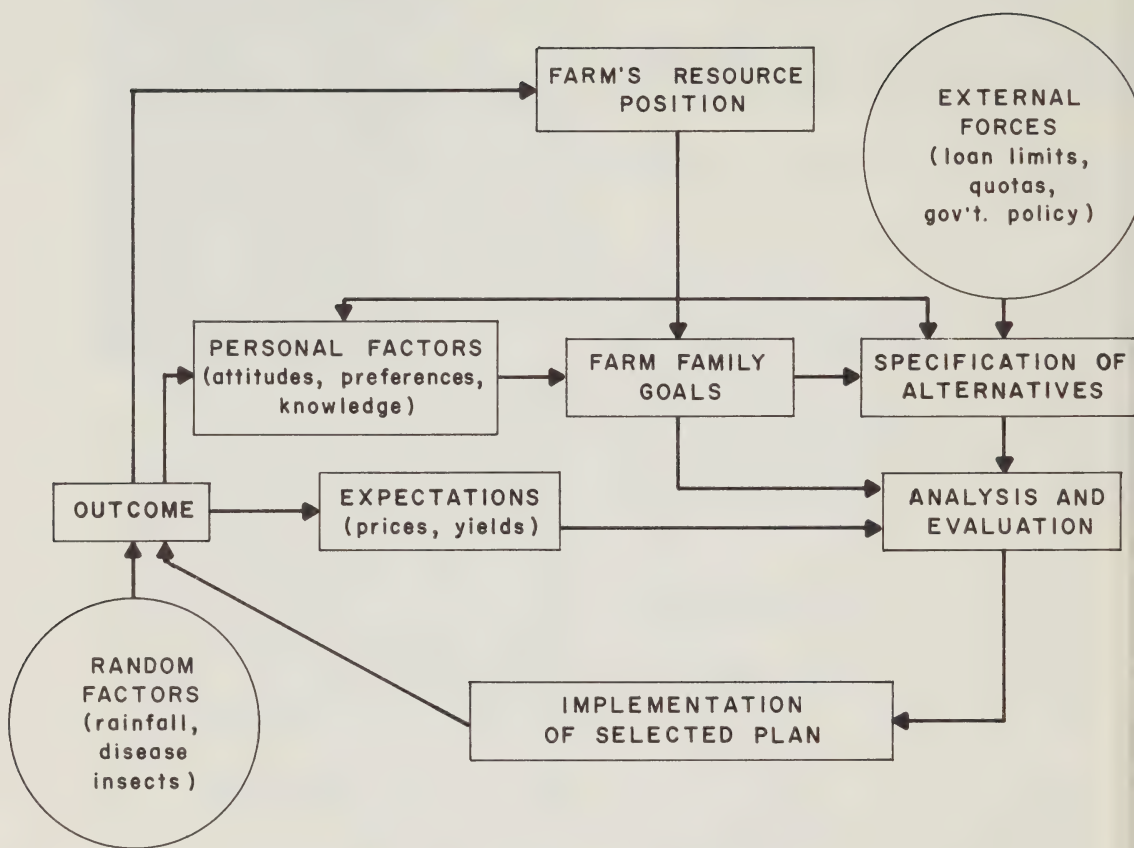 FARM'S RESOURCE
POSITION
EXTERNAL
FORCES
(loan limits,
quotas,
gov't. policy)
PERSONAL FACTORS
(attitudes, preferences,
knowledge)
FARM FAMILY
GOALS
SPECIFICATION OF
ALTERNATIVES
OUTCOME
EXPECTATIONS
(prices, yields)
ANALYSIS AND
EVALUATION
RANDOM
FACTORS
(rainfall,
disease
insects)
IMPLEMENTATION
OF SELECTED PLAN